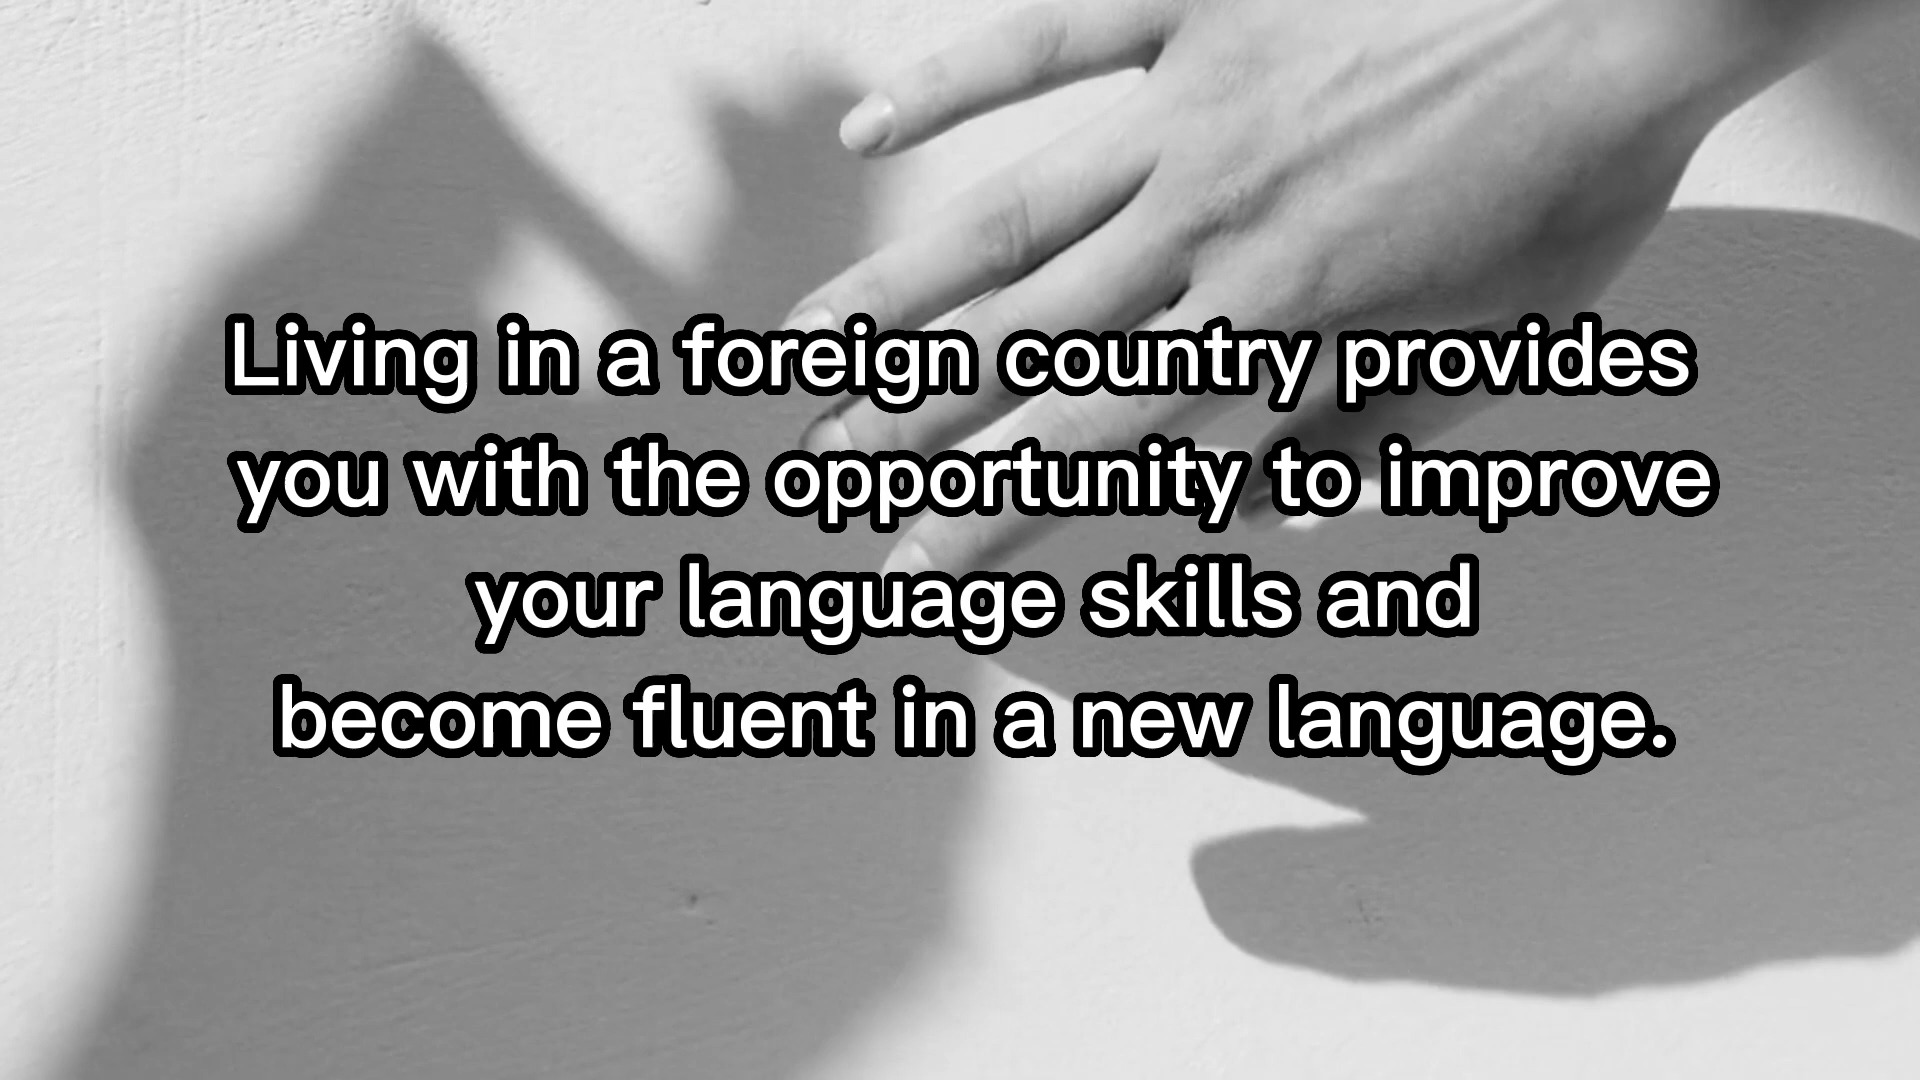 Living in a foreign country provides
you with the opportunity to improve
your language skills and
become fluent in a new language.